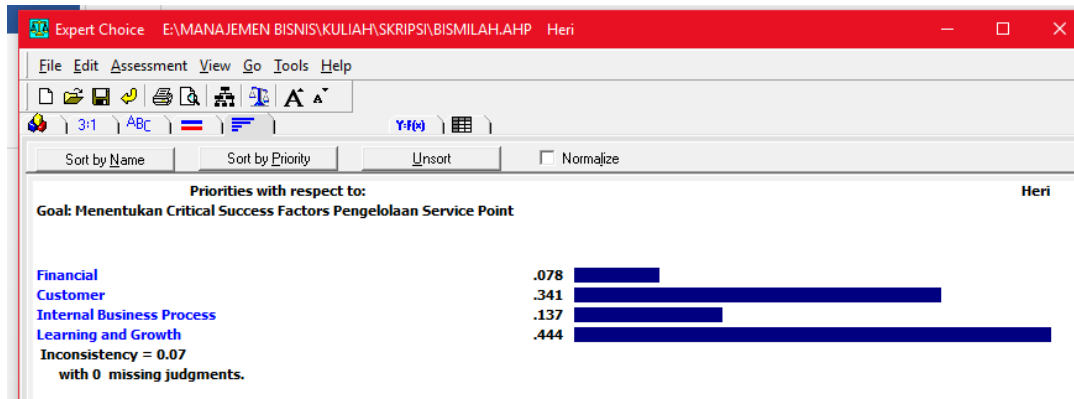 Expert Choice E:\MANAJEMEN BISNIS\KULIAH\SKRIPSI\BISMILAH.AHP Heri
File Edit Assessment View Go Tools Help
A A
3:1 ABC Y:F(x)
Sort by Name Sort by Priority Unsort Normalize
Priorities with respect to: Heri
Goal: Menentukan Critical Success Factors Pengelolaan Service Point
Financial .078
Customer .341
Internal Business Process .137
Learning and Growth .444
Inconsistency = 0.07
with 0 missing judgments.